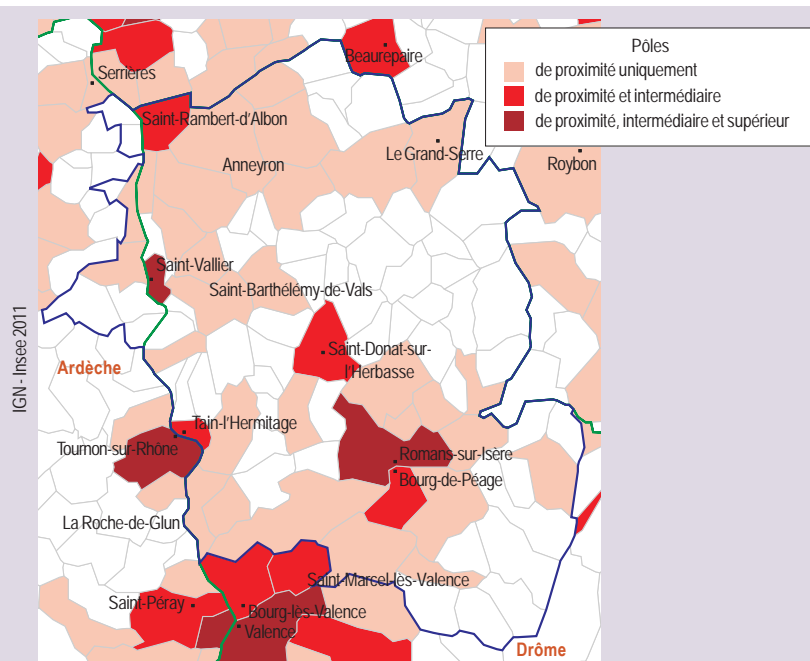 Pôles
de proximité uniquement
de proximité et intermédiaire
de proximité, intermédiaire et supérieur
Beaurepaire
Serrières
Saint-Rambert-d'Albon
Anneyron
Le Grand-Serre
Roybon
Saint-Vallier
Saint-Barthélémy-de-Vals
Saint-Donat-sur-
l'Herbasse
Ardèche
Tain-l'Hermitage
Tournon-sur-Rhône
Romans-sur-Isère
Bourg-de-Péage
La Roche-de-Glun
Saint-Marcel-lès-Valence
Saint-Péray
Bourg-lès-Valence
Valence
Drôme
IGN - Insee 2011